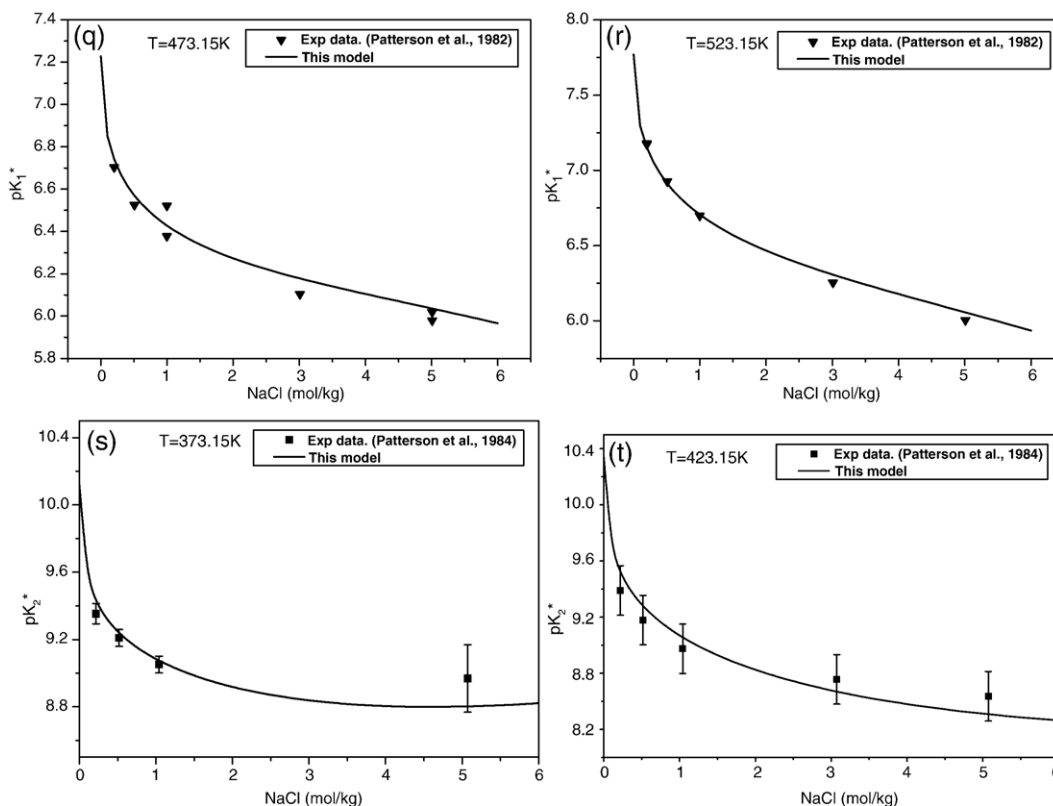 (q)
T=473.15K
Exp data. (Patterson et al., 1982)
This model
7.4
7.2
7.0
6.8
6.6
6.4
6.2
6.0
5.8
pK₁*
0 1 2 3 4 5 6
NaCl (mol/kg)
(r)
T=523.15K
Exp data. (Patterson et al., 1982)
This model
8.0
7.5
7.0
6.5
6.0
pK₁*
0 1 2 3 4 5 6
NaCl (mol/kg)
(s)
T=373.15K
Exp data. (Patterson et al., 1984)
This model
10.4
10.0
9.6
9.2
8.8
pK₂*
0 1 2 3 4 5 6
NaCl (mol/kg)
(t)
T=423.15K
Exp data. (Patterson et al., 1984)
This model
10.4
10.0
9.6
9.2
8.8
8.2
pK₂*
0 1 2 3 4 5 6
NaCl (mol/kg)